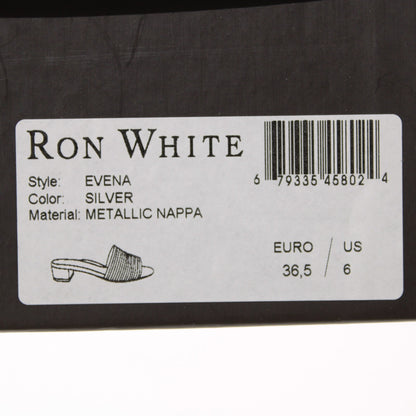 RON WHITE
6 79335 45802 4
Style: EVENA
Color: SILVER
Material: METALLIC NAPPA
EURO / US
36,5 / 6